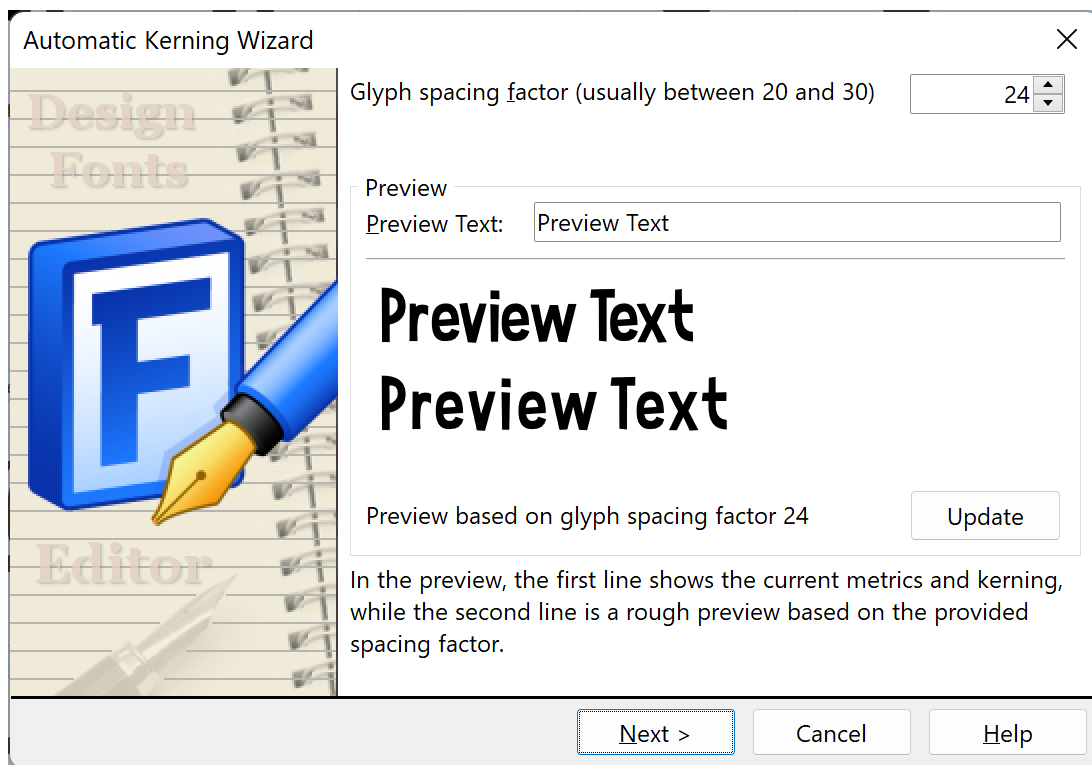 Automatic Kerning Wizard
Design
Fonts
F
Editor
Glyph spacing factor (usually between 20 and 30)
24
Preview
Preview Text:
Preview Text
Preview Text
Preview Text
Preview based on glyph spacing factor 24
Update
In the preview, the first line shows the current metrics and kerning,
while the second line is a rough preview based on the provided
spacing factor.
Next >
Cancel
Help